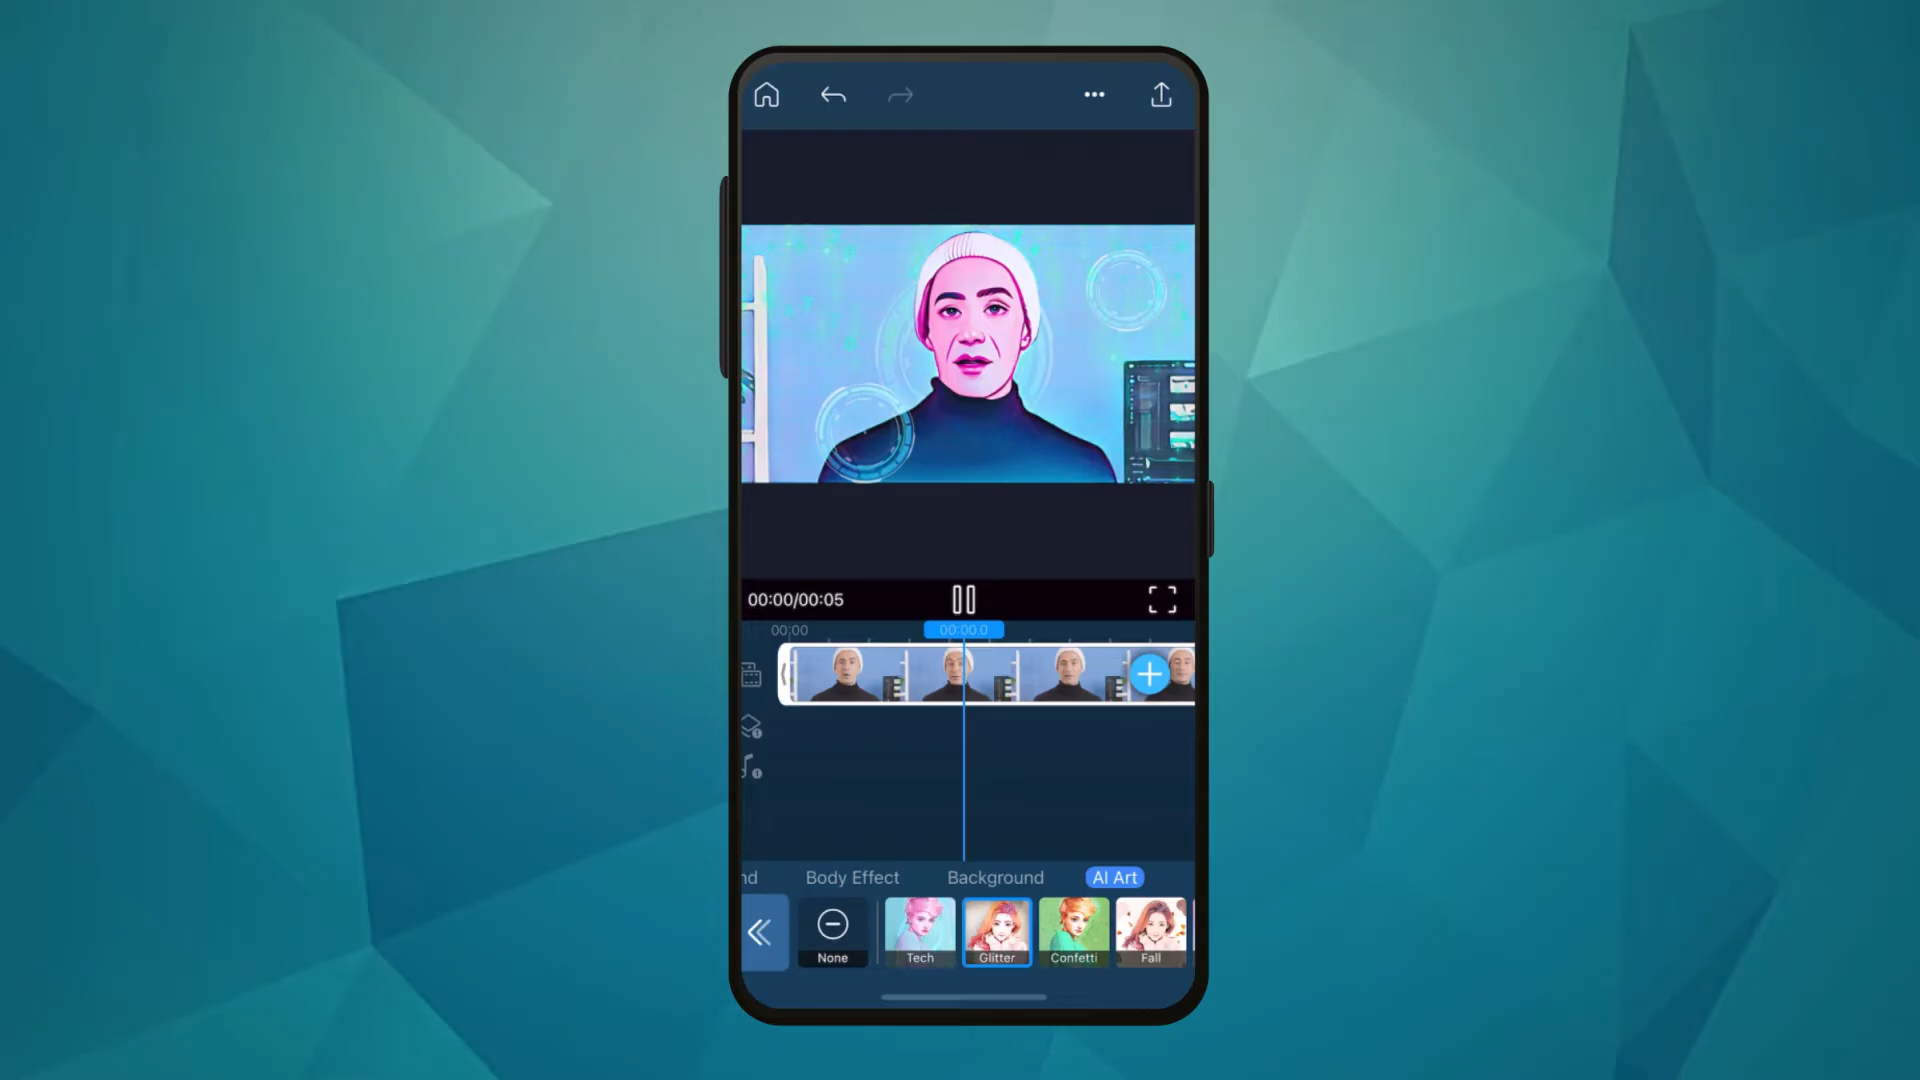 00:00/00:05
00:00 00:00.0
nd Body Effect Background AI Art
None Tech Glitter Confetti Fall